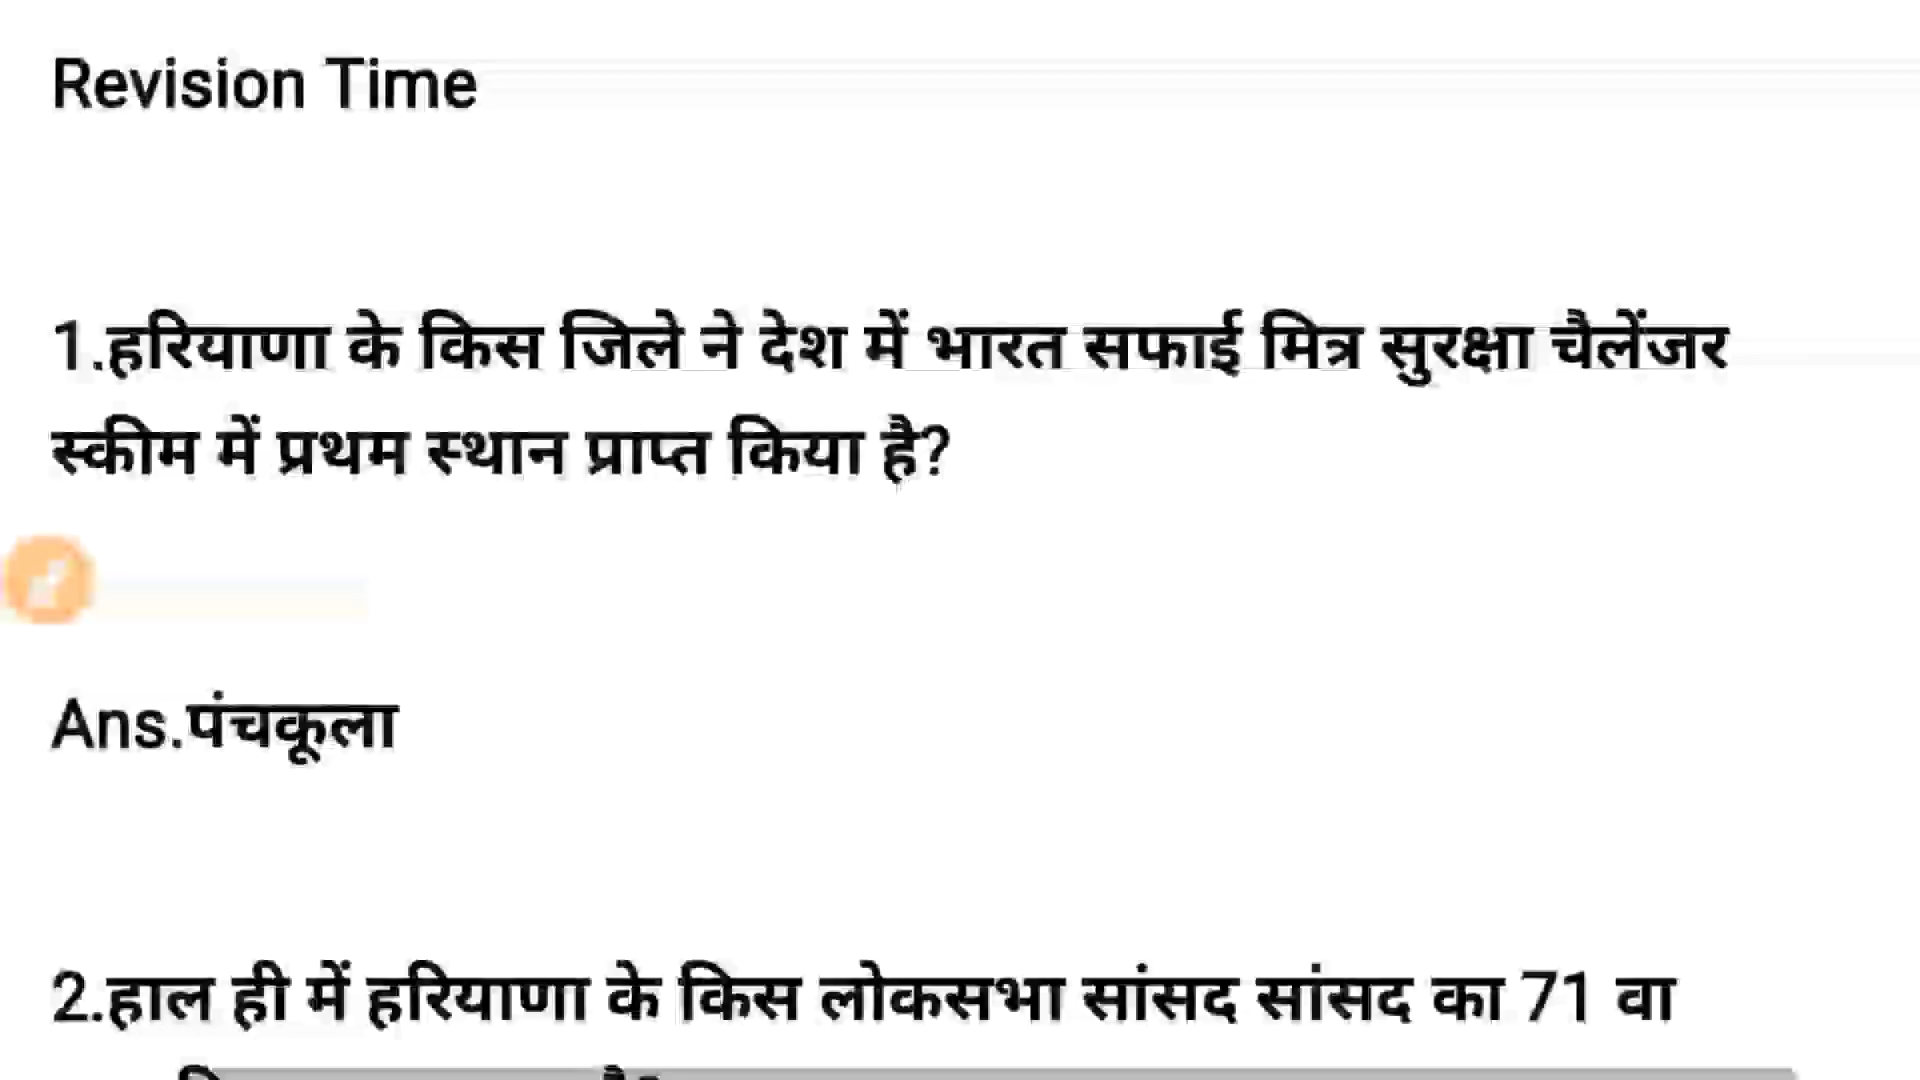 Revision Time
1.हरियाणा के किस जिले ने देश में भारत सफाई मित्र सुरक्षा चैलेंजर
स्कीम में प्रथम स्थान प्राप्त किया है?
Ans.पंचकूला
2.हाल ही में हरियाणा के किस लोकसभा सांसद सांसद का 71 वा